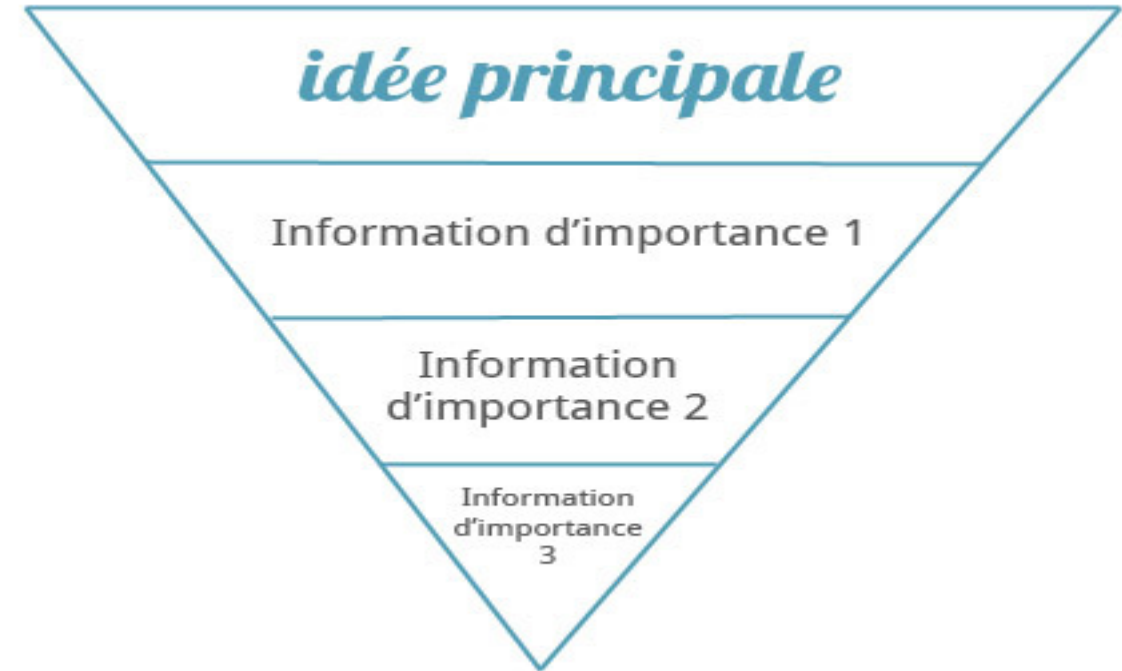 idée principale
Information d’importance 1
Information
d’importance 2
Information
d’importance
3